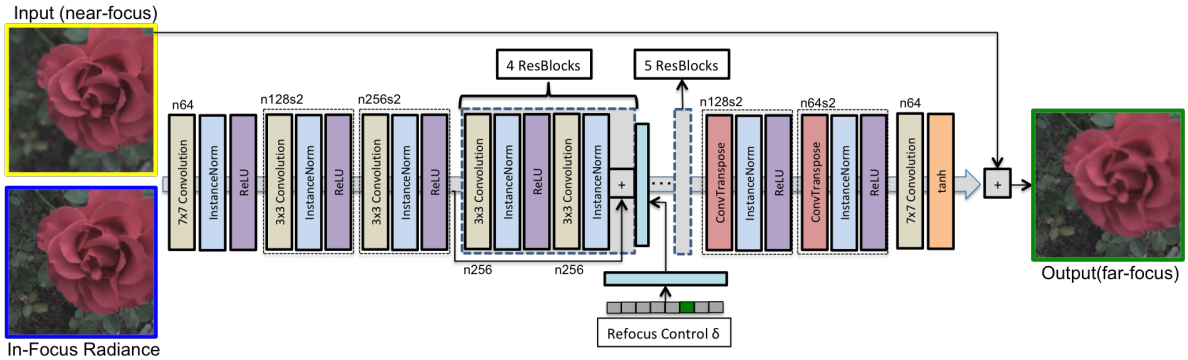 Input (near-focus)
In-Focus Radiance
n64
7x7 Convolution
InstanceNorm
ReLU
n128s2
3x3 Convolution
InstanceNorm
ReLU
n256s2
3x3 Convolution
InstanceNorm
ReLU
4 ResBlocks
3x3 Convolution
InstanceNorm
ReLU
3x3 Convolution
InstanceNorm
+
n256
n256
...
5 ResBlocks
Refocus Control δ
n128s2
ConvTranspose
InstanceNorm
ReLU
n64s2
ConvTranspose
InstanceNorm
ReLU
n64
7x7 Convolution
tanh
+
Output(far-focus)